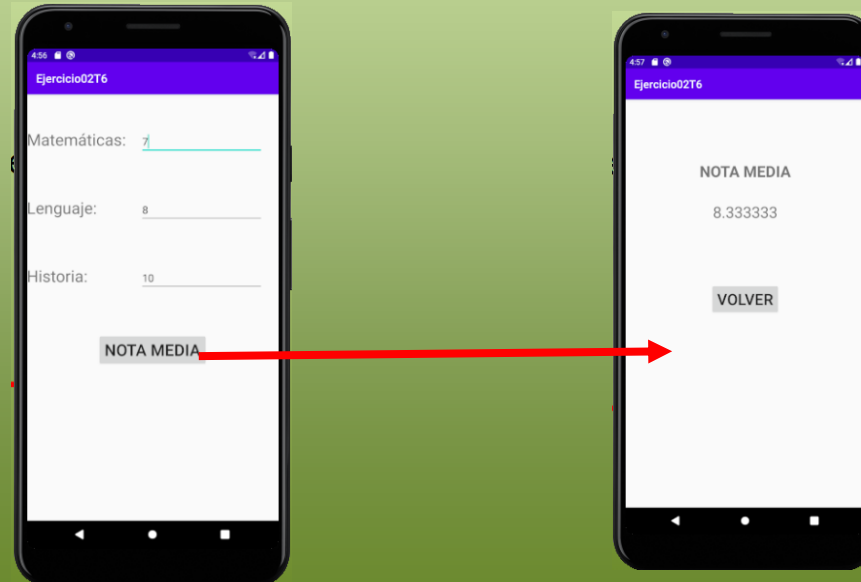 4:56
Ejercicio02T6
Matemáticas: 7
Lenguaje: 8
Historia: 10
NOTA MEDIA
4:57
Ejercicio02T6
NOTA MEDIA
8.333333
VOLVER